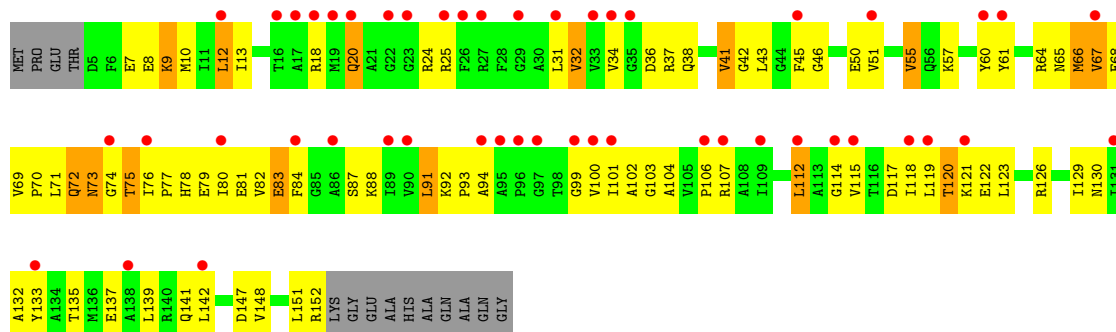 MET PRO GLU THR D5 F6 E7 E8 K9 M10 I11 L12 I13 T16 A17 R18 M19 Q20 A21 G22 G23 R24 R25 F26 R27 F28 G29 A30 L31 V32 V33 V34 G35 D36 R37 Q38 V41 G42 L43 G44 F45 G46 E50 V51 V55 Q56 K57 Y60 Y61 R64 N65 M66 V67 E68
V69 P70 L71 Q72 N73 G74 T75 I76 P77 H78 E79 I80 E81 V82 E83 F84 G85 A86 S87 K88 I89 V90 L91 K92 P93 A94 A95 P96 G97 T98 G99 V100 I101 A102 G103 A104 V105 P106 R107 A108 I109 L112 A113 G114 V115 T116 D117 I118 L119 T120 K121 E122 L123 R126 I129 N130 I131
A132 Y133 A134 T135 M136 E137 A138 L139 R140 Q141 L142 D147 V148 L151 R152 LYS GLY GLU ALA HIS ALA GLN ALA GLN GLY